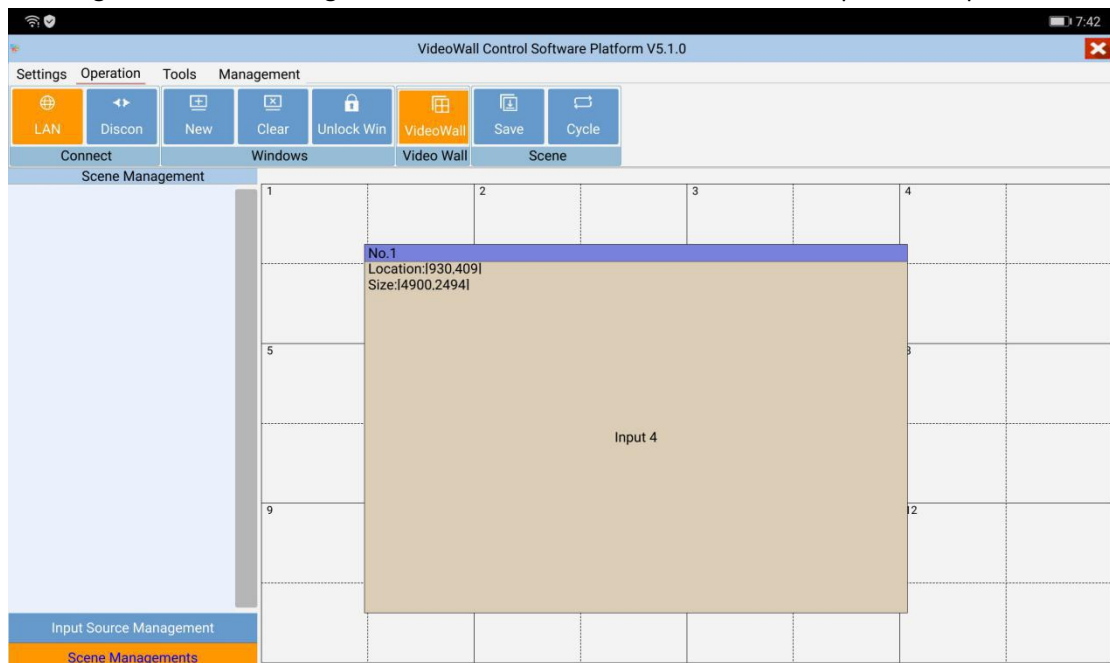 7:42
VideoWall Control Software Platform V5.1.0
Settings Operation Tools Management
LAN Discon New Clear Unlock Win VideoWall Save Cycle
Connect Windows Video Wall Scene
Scene Management
1 2 3 4
No.1
Location:[930,409]
Size:[4900,2494]
5
Input 4
9 12
Input Source Management
Scene Managements